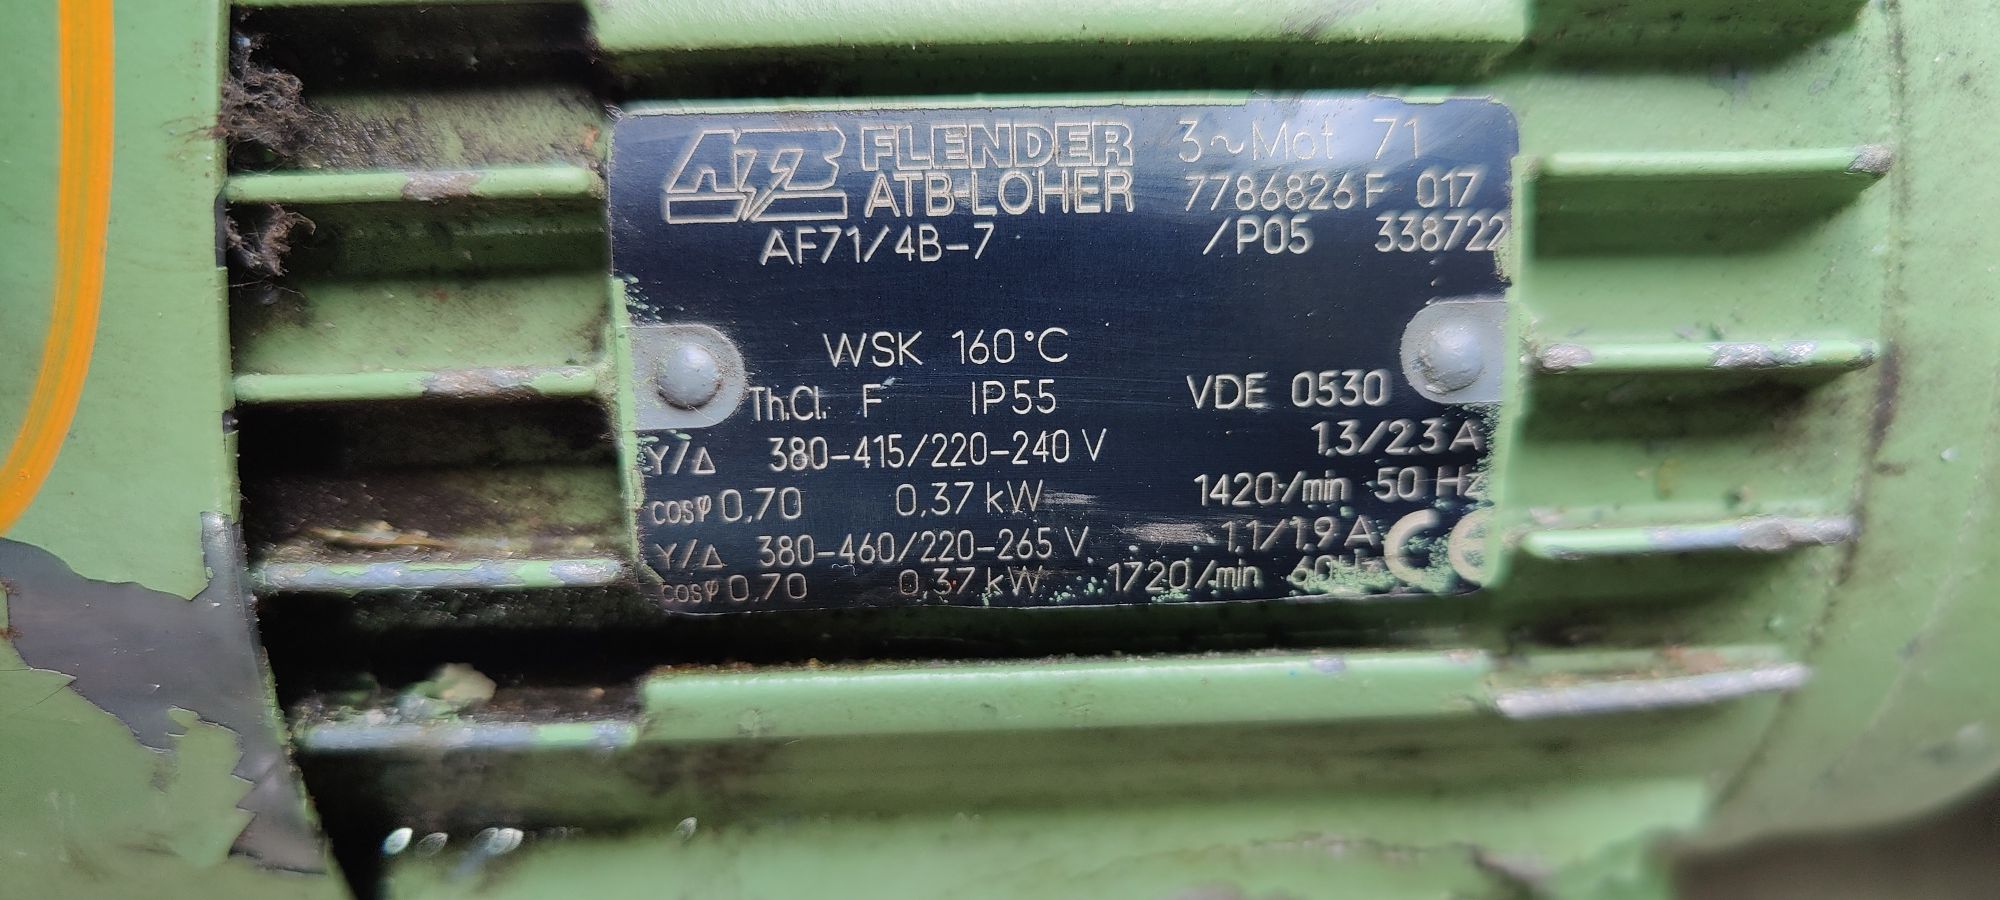 ATB FLENDER 3~Mot 71
ATB-LOHER 7786826F 017
AF71/4B-7 /P05 338722
WSK 160°C
Th.Cl. F IP55 VDE 0530
Y/Δ 380-415/220-240 V 1.3/2.3 A
cosφ 0,70 0,37 kW 1420/min 50 Hz
Y/Δ 380-460/220-265 V 1.1/1.9 A CE
cosφ 0,70 0,37 kW 1720/min 60Hz